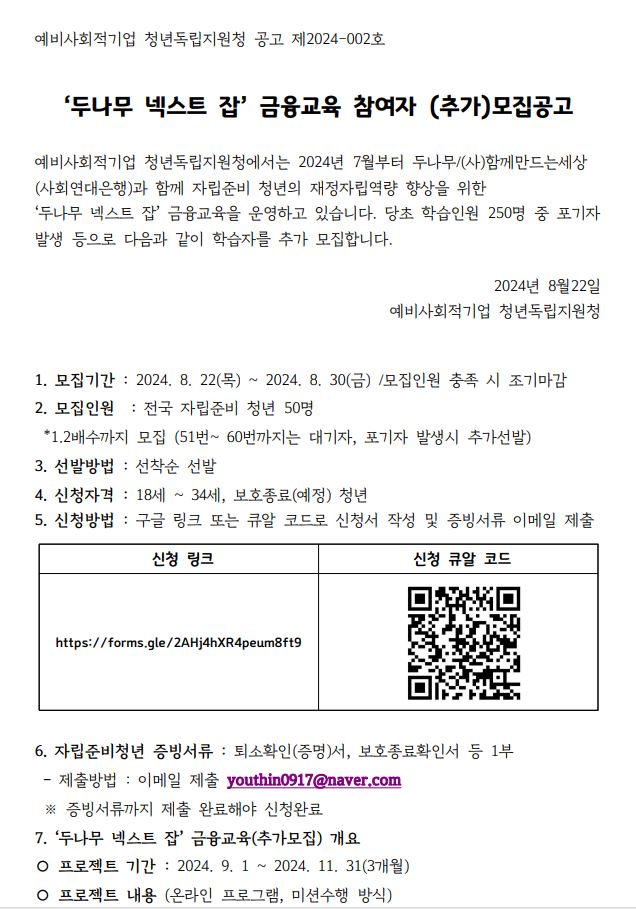 예비사회적기업 청년독립지원청 공고 제2024-002호
‘두나무 넥스트 잡’ 금융교육 참여자 (추가)모집공고
예비사회적기업 청년독립지원청에서는 2024년 7월부터 두나무/(사)함께만드는세상
(사회연대은행)과 함께 자립준비 청년의 재정자립역량 향상을 위한
‘두나무 넥스트 잡’ 금융교육을 운영하고 있습니다. 당초 학습인원 250명 중 포기자
발생 등으로 다음과 같이 학습자를 추가 모집합니다.
2024년 8월22일
예비사회적기업 청년독립지원청
1. 모집기간 : 2024. 8. 22(목) ~ 2024. 8. 30(금) /모집인원 충족 시 조기마감
2. 모집인원 : 전국 자립준비 청년 50명
*1.2배수까지 모집 (51번~ 60번까지는 대기자, 포기자 발생시 추가선발)
3. 선발방법 : 선착순 선발
4. 신청자격 : 18세 ~ 34세, 보호종료(예정) 청년
5. 신청방법 : 구글 링크 또는 큐알 코드로 신청서 작성 및 증빙서류 이메일 제출
신청 링크 신청 큐알 코드
https://forms.gle/2AHj4hXR4peum8ft9
6. 자립준비청년 증빙서류 : 퇴소확인(증명)서, 보호종료확인서 등 1부
- 제출방법 : 이메일 제출 youthin0917@naver.com
※ 증빙서류까지 제출 완료해야 신청완료
7. ‘두나무 넥스트 잡’ 금융교육(추가모집) 개요
○ 프로젝트 기간 : 2024. 9. 1 ~ 2024. 11. 31(3개월)
○ 프로젝트 내용 (온라인 프로그램, 미션수행 방식)